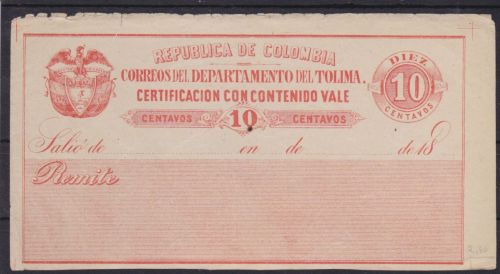 REPUBLICA DE COLOMBIA
CORREOS DEL DEPARTAMENTO DEL TOLIMA.
CERTIFICACION CON CONTENIDO VALE
CENTAVOS 10 CENTAVOS
DIEZ
10
CENTAVOS
Salió de en de de 18
Remite